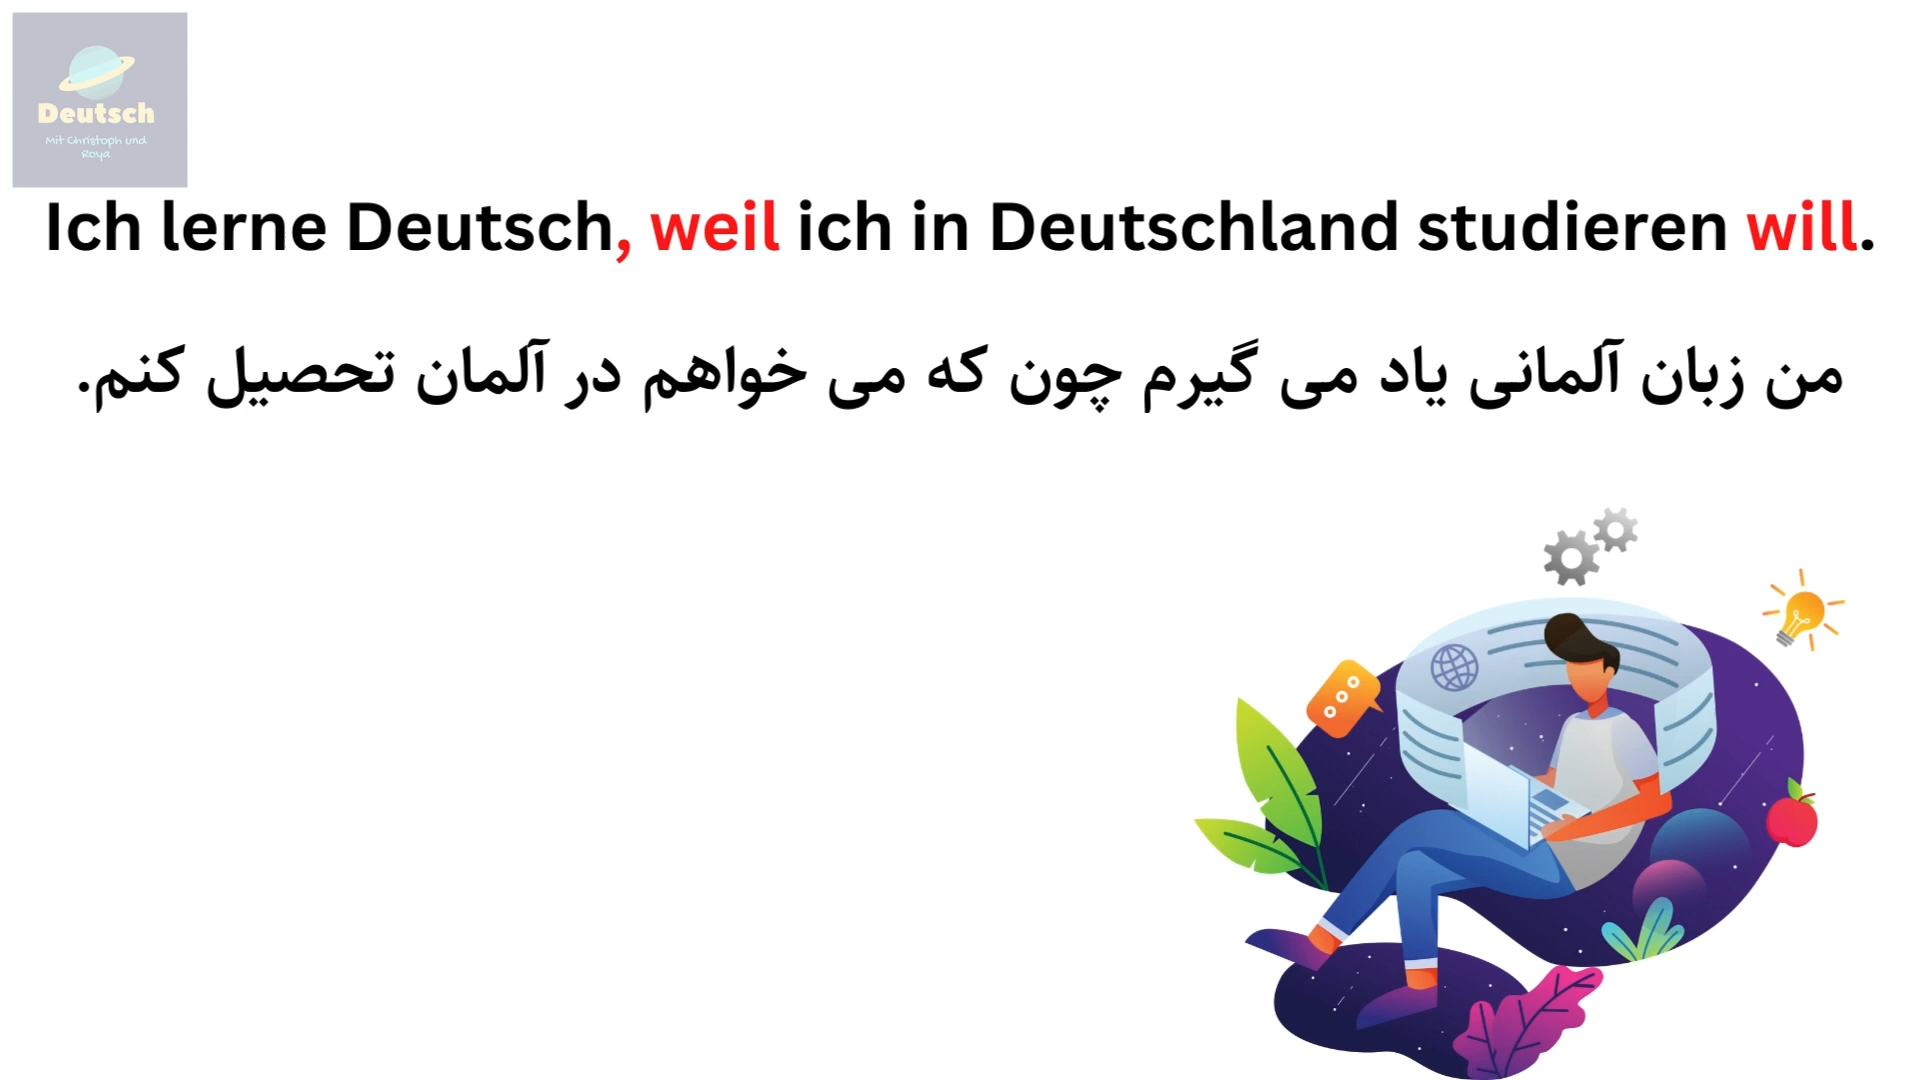 Deutsch
Mit Christoph und
Roya
Ich lerne Deutsch, weil ich in Deutschland studieren will.
من زبان آلمانی یاد می گیرم چون که می خواهم در آلمان تحصیل کنم.